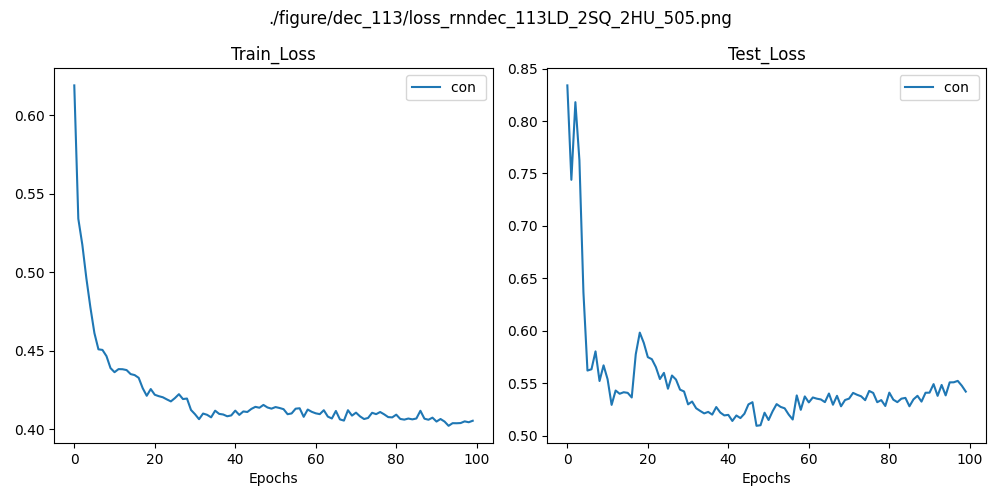 ./figure/dec_113/loss_rnndec_113LD_2SQ_2HU_505.png
Train_Loss
con
0.60
0.55
0.50
0.45
0.40
0 20 40 60 80 100
Epochs
Test_Loss
con
0.85
0.80
0.75
0.70
0.65
0.60
0.55
0.50
0 20 40 60 80 100
Epochs